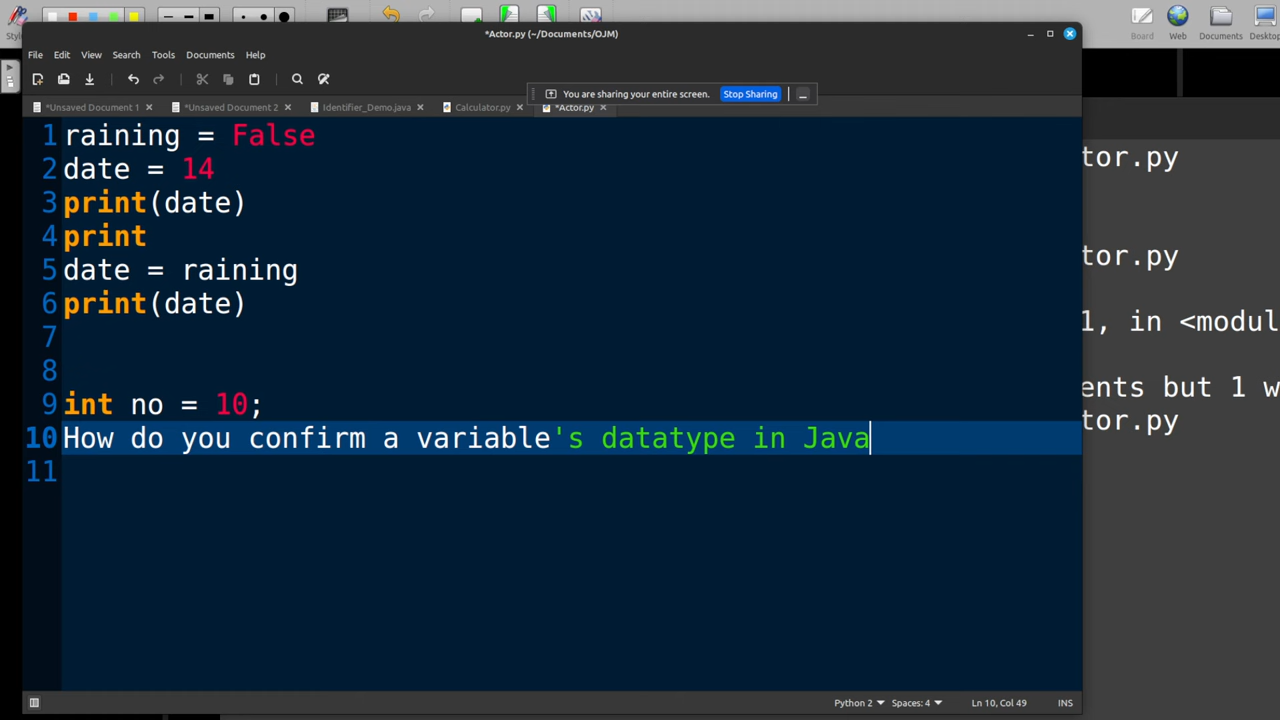 Style
Board
Web
Documents
Desktop
*Actor.py (~/Documents/OJM)
File Edit View Search Tools Documents Help
You are sharing your entire screen. Stop Sharing
*Unsaved Document 1 *Unsaved Document 2 Identifier_Demo.java Calculator.py *Actor.py
1 raining = False
2 date = 14
3 print(date)
4 print
5 date = raining
6 print(date)
7
8
9 int no = 10;
10 How do you confirm a variable's datatype in Java
11
tor.py
tor.py
1, in <modul
ents but 1 w
tor.py
Python 2 Spaces: 4 Ln 10, Col 49 INS